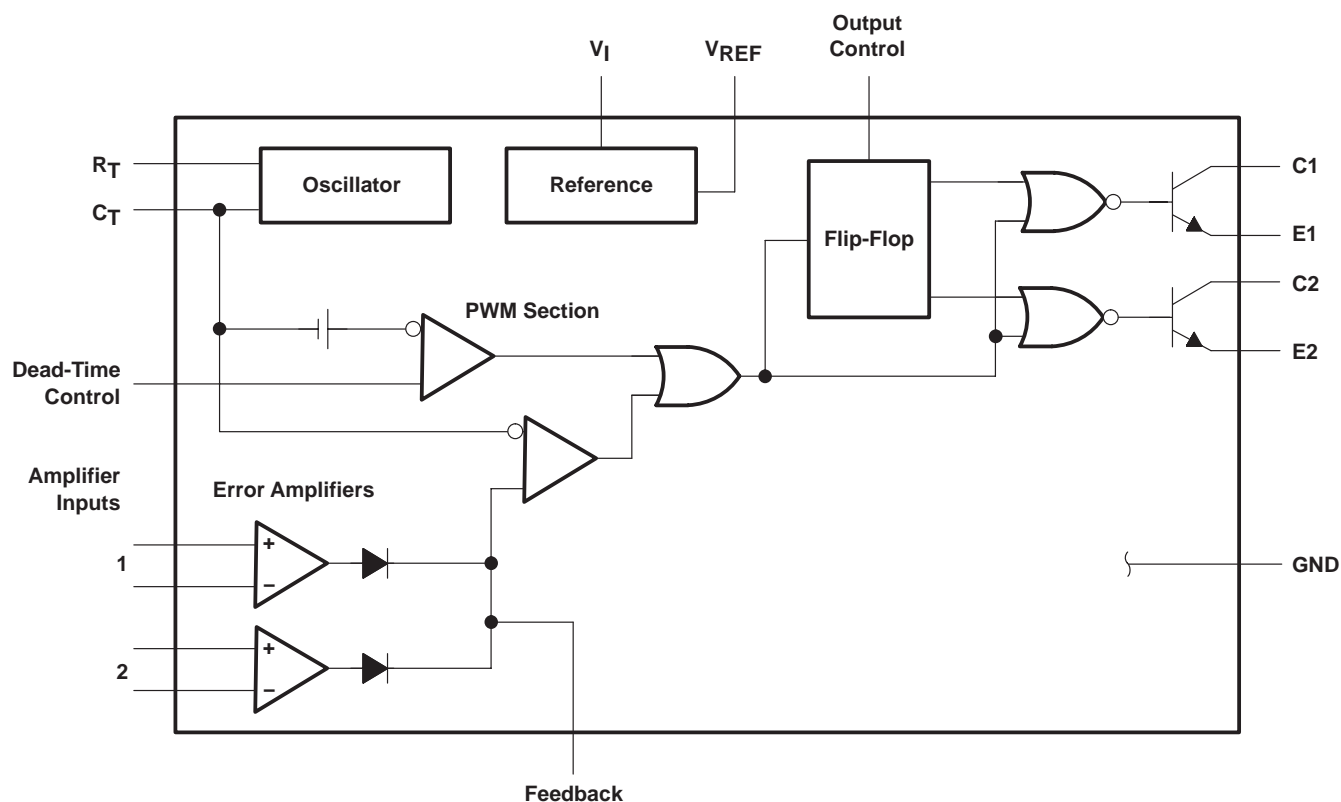 Output
Control
VI
VREF
RT
Oscillator
Reference
C1
CT
Flip-Flop
E1
C2
PWM Section
E2
Dead-Time
Control
Amplifier
Inputs
Error Amplifiers
+
1
−
GND
+
2
−
Feedback